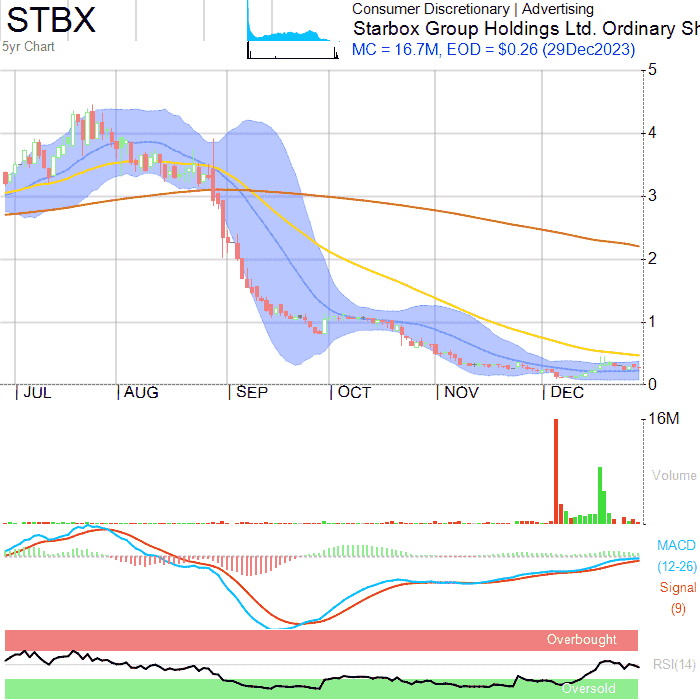 STBX
5yr Chart
Consumer Discretionary | Advertising
Starbox Group Holdings Ltd. Ordinary Sh
MC = 16.7M, EOD = $0.26 (29Dec2023)
5
4
3
2
1
0
JUL AUG SEP OCT NOV DEC
16M
Volume
MACD
(12-26)
Signal
(9)
Overbought
RSI(14)
Oversold